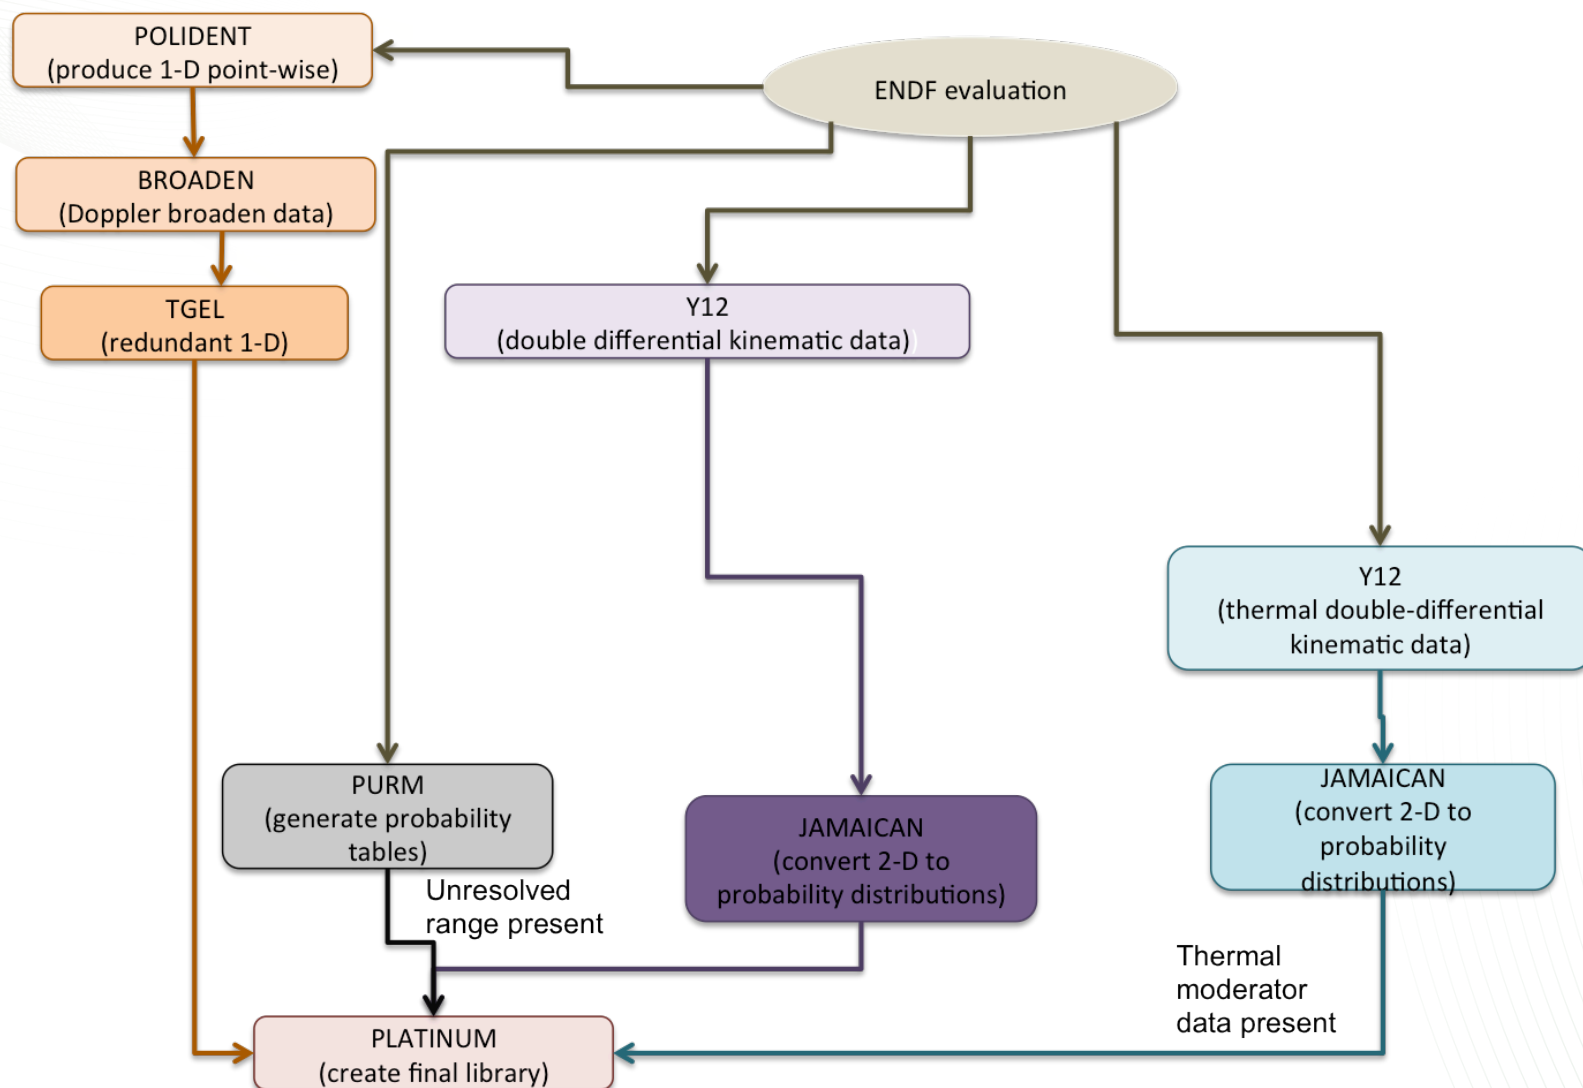 POLIDENT
(produce 1-D point-wise)
ENDF evaluation
BROADEN
(Doppler broaden data)
TGEL
(redundant 1-D)
Y12
(double differential kinematic data))
Y12
(thermal double-differential
kinematic data)
PURM
(generate probability
tables)
JAMAICAN
(convert 2-D to
probability distributions)
JAMAICAN
(convert 2-D to
probability
distributions)
Unresolved
range present
Thermal
moderator
data present
PLATINUM
(create final library)